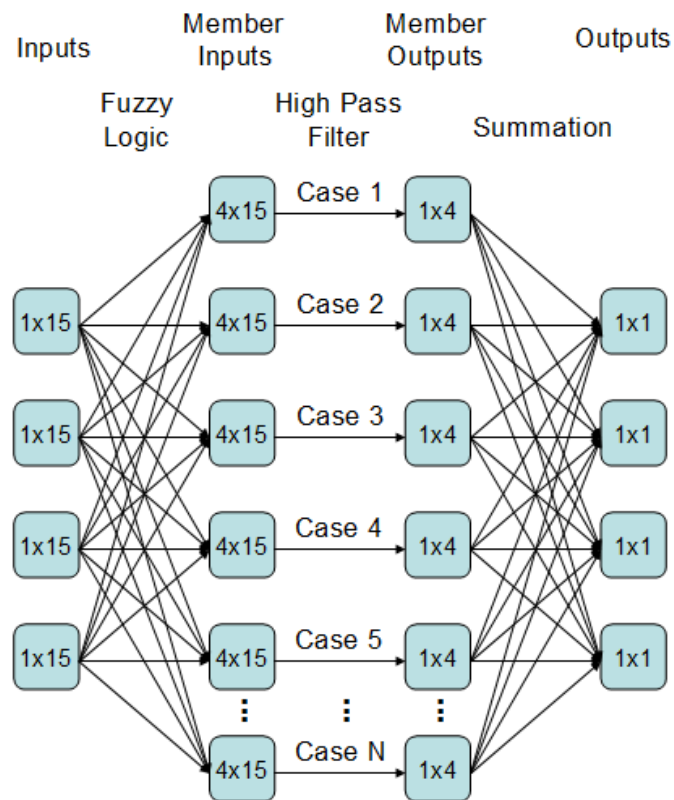 Inputs
Member
Inputs
Member
Outputs
Outputs
Fuzzy
Logic
High Pass
Filter
Summation
4x15
Case 1
1x4
1x15
4x15
Case 2
1x4
1x1
1x15
4x15
Case 3
1x4
1x1
1x15
4x15
Case 4
1x4
1x1
1x15
4x15
Case 5
1x4
1x1
4x15
Case N
1x4